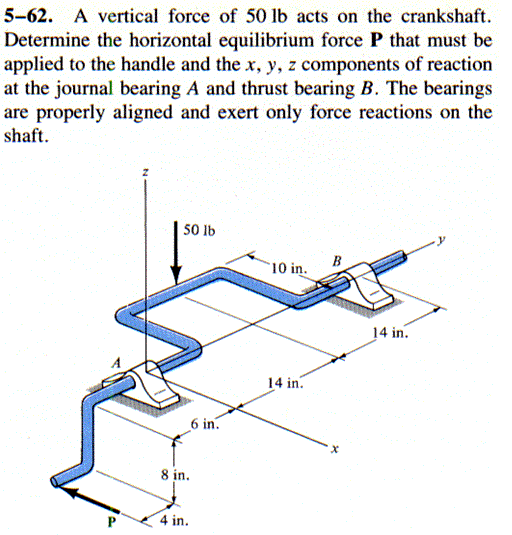 5–62. A vertical force of 50 lb acts on the crankshaft.
Determine the horizontal equilibrium force P that must be
applied to the handle and the x, y, z components of reaction
at the journal bearing A and thrust bearing B. The bearings
are properly aligned and exert only force reactions on the
shaft.
z
50 lb
y
10 in.
B
14 in.
A
14 in.
6 in.
x
8 in.
P
4 in.